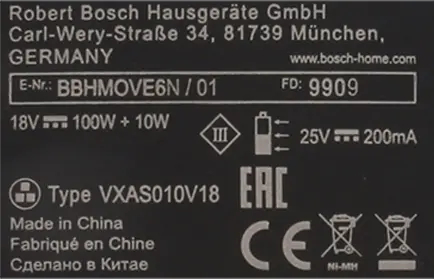 Robert Bosch Hausgeräte GmbH
Carl-Wery-Straße 34, 81739 München,
GERMANY
www.bosch-home.com
E-Nr.: BBHMOVE6N / 01 FD: 9909
18V⎓ 100W + 10W III 25V ⎓ 200mA
Type VXAS010V18 EAC
Made in China
Fabriqué en Chine
Сделано в Китае
CE
Ni-MH